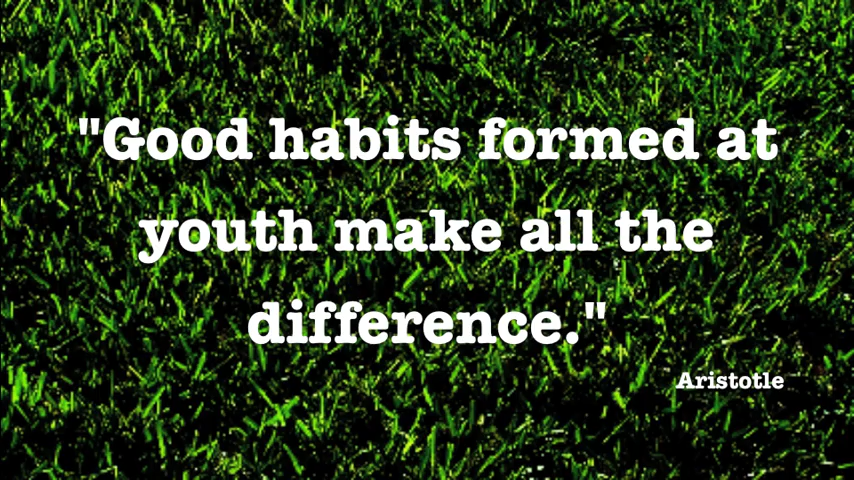 "Good habits formed at
youth make all the
difference."
Aristotle